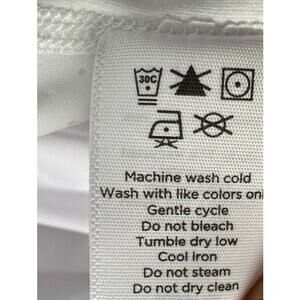 30C
Machine wash cold
Wash with like colors on
Gentle cycle
Do not bleach
Tumble dry low
Cool iron
Do not steam
Do not dry clean